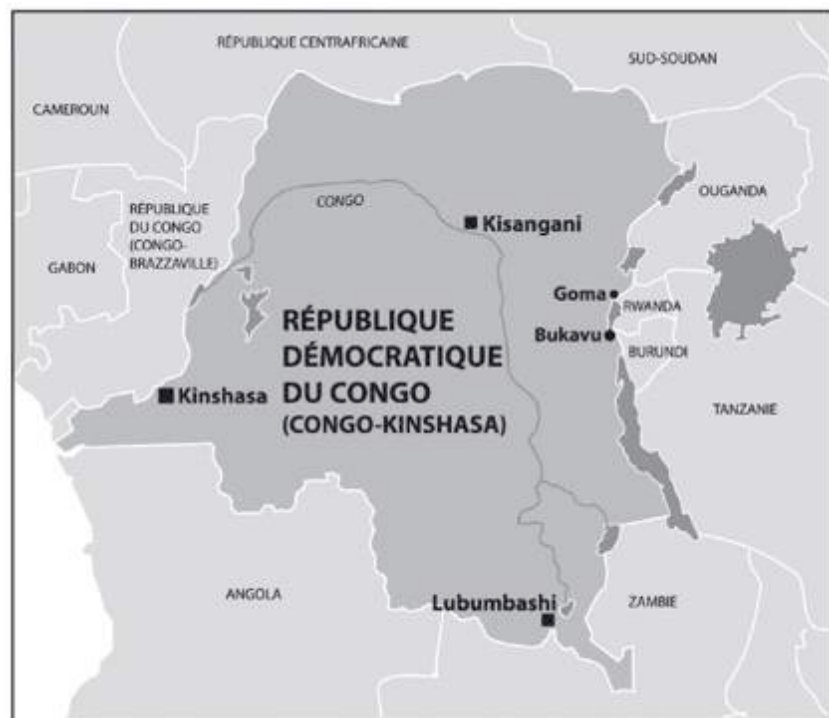 RÉPUBLIQUE CENTRAFRICAINE
SUD-SOUDAN
CAMEROUN
OUGANDA
CONGO
RÉPUBLIQUE
DU CONGO
(CONGO-
BRAZZAVILLE)
Kisangani
GABON
Goma
RWANDA
RÉPUBLIQUE
DÉMOCRATIQUE
DU CONGO
(CONGO-KINSHASA)
Bukavu
BURUNDI
Kinshasa
TANZANIE
ANGOLA
Lubumbashi
ZAMBIE